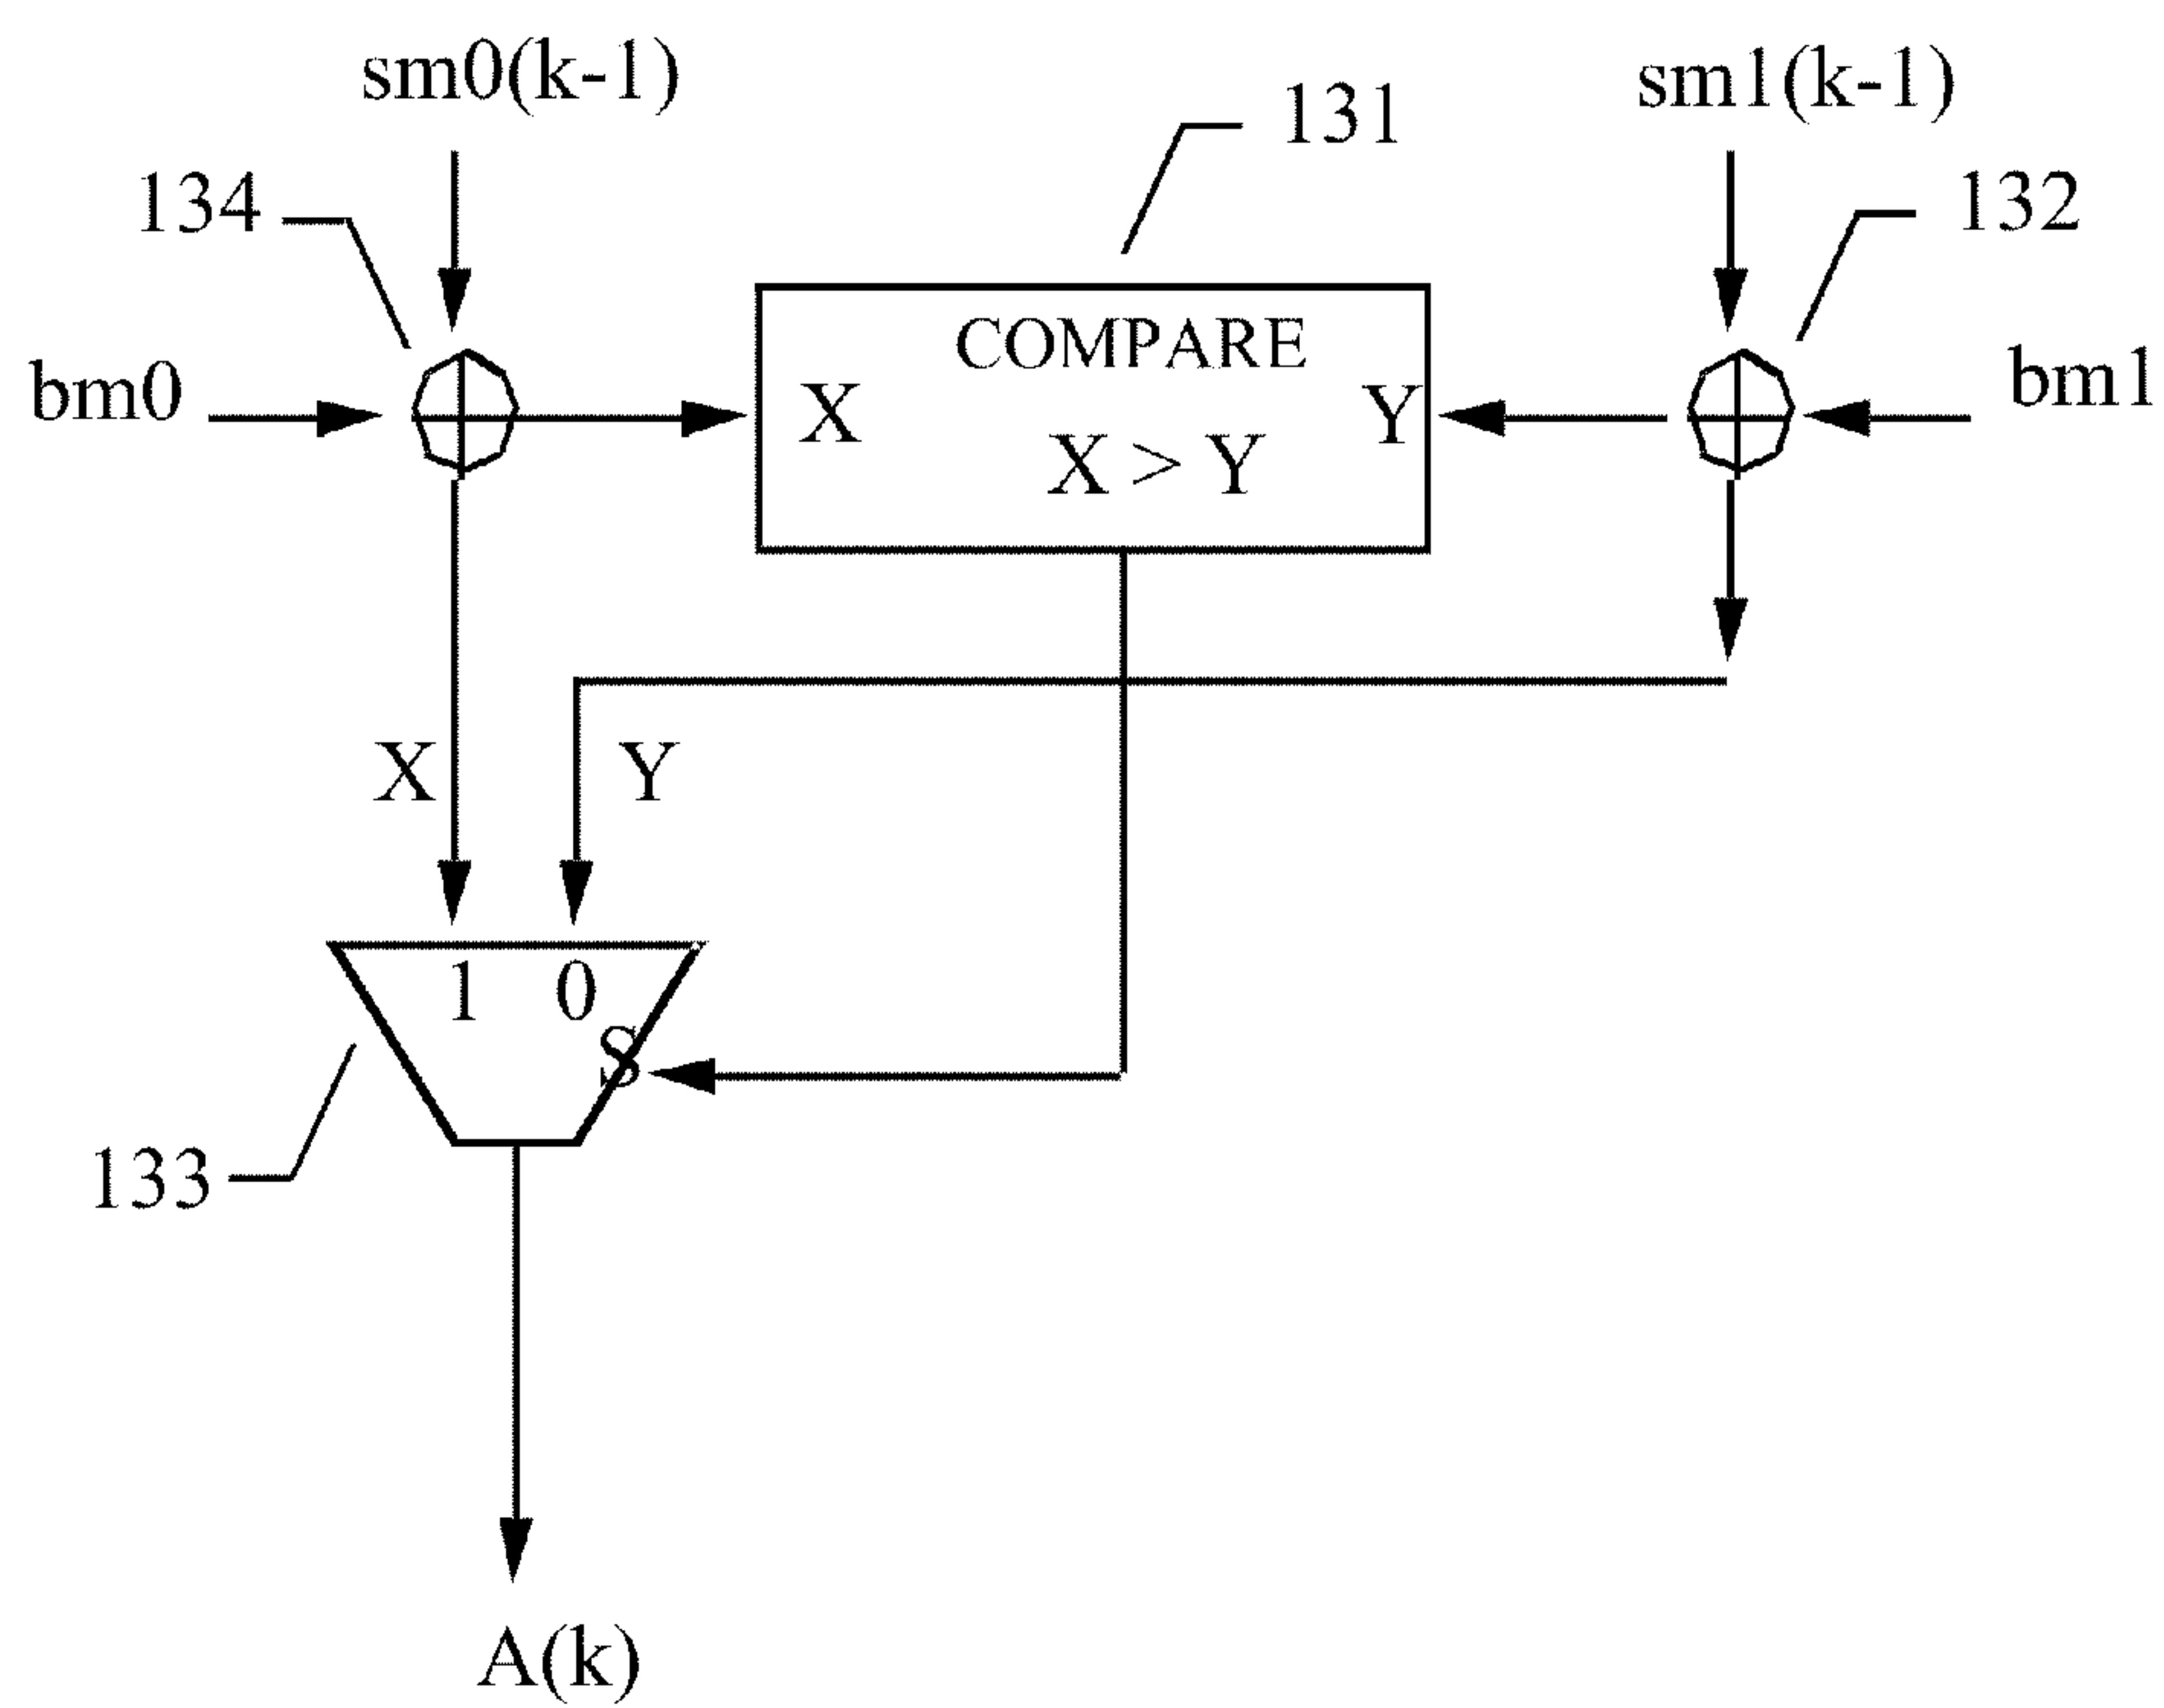 sm0(k-1)
sm1(k-1)
131
134
132
COMPARE
bm0
bm1
X
Y
X > Y
X
Y
1 0
S
133
A(k)